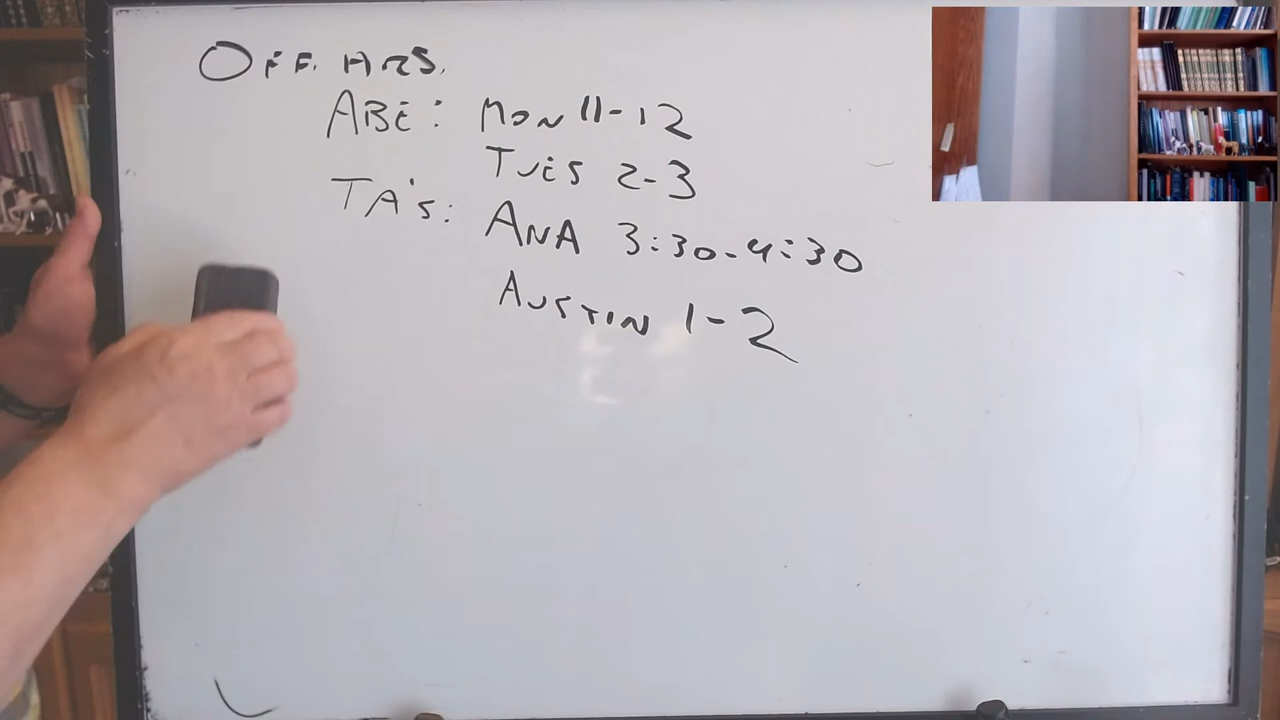 OFF. HRS.
ABE: MON 11-12
TUES 2-3
TA'S: ANA 3:30-4:30
AUSTIN 1-2